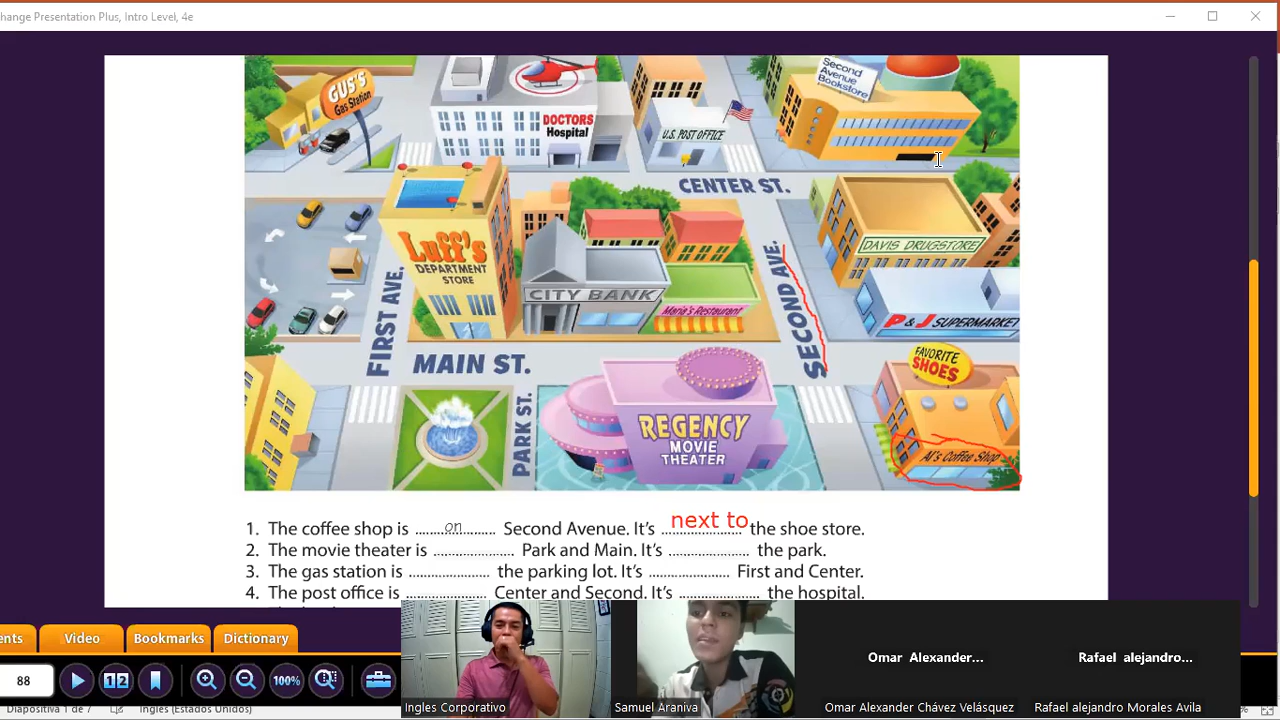 hange Presentation Plus, Intro Level, 4e
GUS'S
Gas Station
DOCTORS
Hospital
U.S. POST OFFICE
Second
Avenue
Bookstore
CENTER ST.
Luff's
DEPARTMENT
STORE
CITY BANK
Maria's Restaurant
DAVIS DRUGSTORE
P & J SUPERMARKET
FIRST AVE.
SECOND AVE.
MAIN ST.
PARK ST.
REGENCY
MOVIE
THEATER
FAVORITE
SHOES
Al's Coffee Shop
1. The coffee shop is ......on...... Second Avenue. It's next to the shoe store.
2. The movie theater is .................... Park and Main. It's .................... the park.
3. The gas station is .................... the parking lot. It's .................... First and Center.
4. The post office is .................... Center and Second. It's .................... the hospital.
ents Video Bookmarks Dictionary
88 1 2 100%
Diapositiva 1 de 7 Inglés (Estados Unidos)
Ingles Corporativo
Samuel Araniva
Omar Alexander...
Omar Alexander Chávez Velásquez
Rafael alejandro...
Rafael alejandro Morales Avila